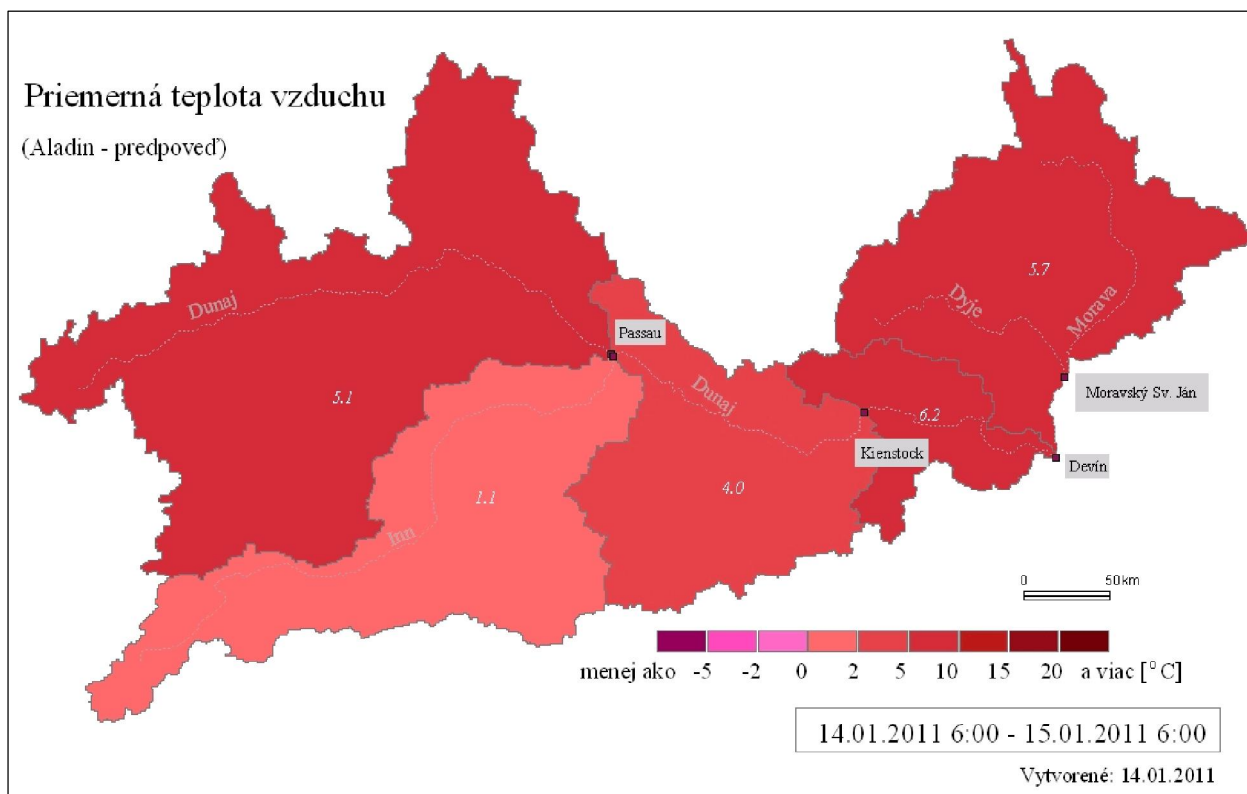 Priemerná teplota vzduchu
(Aladin - predpoveď)
5.7
Dunaj
Dyje
Morava
Passau
5.1
Dunaj
Moravský Sv. Ján
6.2
Kienstock
Devín
1.1
4.0
Inn
0 50 km
menej ako -5 -2 0 2 5 10 15 20 a viac [°C]
14.01.2011 6:00 - 15.01.2011 6:00
Vytvorené: 14.01.2011